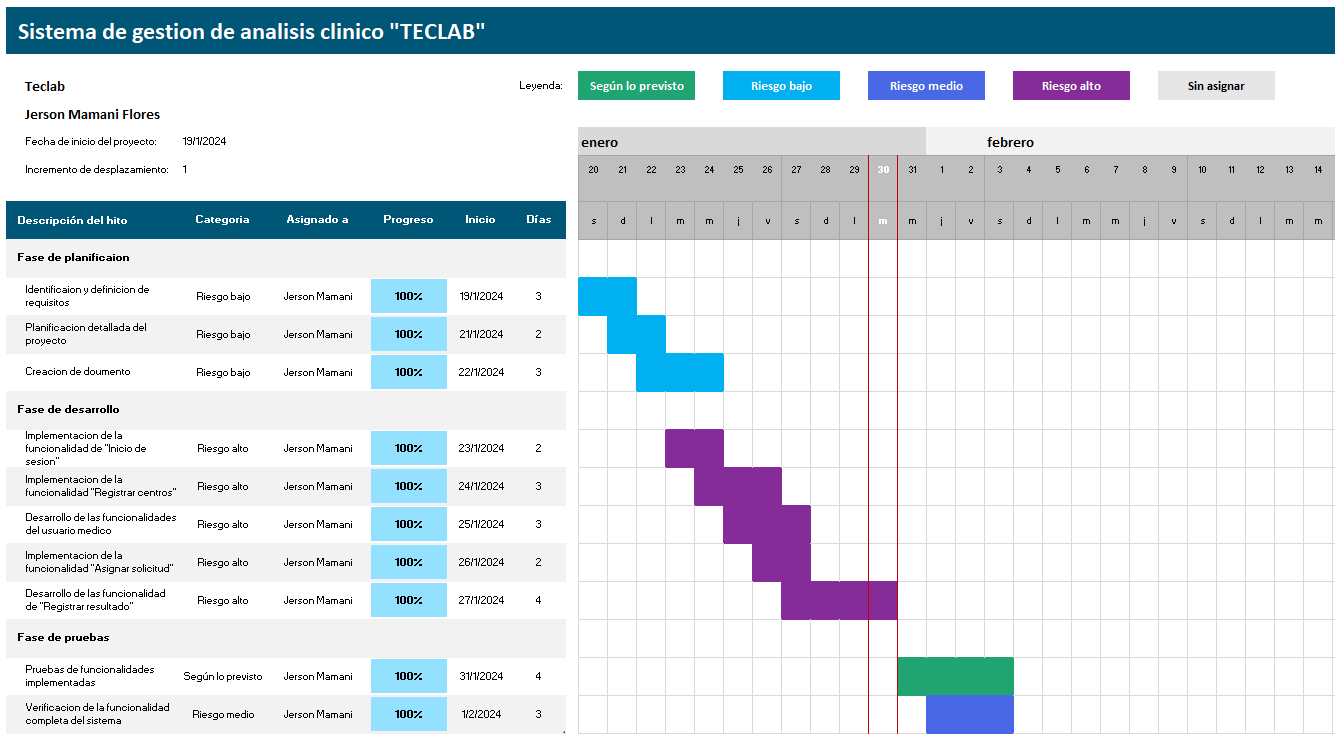 Sistema de gestion de analisis clinico "TECLAB"
Teclab
Leyenda:
Según lo previsto
Riesgo bajo
Riesgo medio
Riesgo alto
Sin asignar
Jerson Mamani Flores
Fecha de inicio del proyecto: 19/1/2024
Incremento de desplazamiento: 1
enero febrero
20 21 22 23 24 25 26 27 28 29 30 31 1 2 3 4 5 6 7 8 9 10 11 12 13 14
Descripción del hito Categoria Asignado a Progreso Inicio Días
s d l m m j v s d l m m j v s d l m m j v s d l m m
Fase de planificaion
Identificaion y definicion de
requisitos
Riesgo bajo Jerson Mamani 100% 19/1/2024 3
Planificacion detallada del
proyecto
Riesgo bajo Jerson Mamani 100% 21/1/2024 2
Creacion de doumento Riesgo bajo Jerson Mamani 100% 22/1/2024 3
Fase de desarrollo
Implementacion de la
funcionalidad de "Inicio de
sesion"
Riesgo alto Jerson Mamani 100% 23/1/2024 2
Implementacion de la
funcionalidad "Registrar centros"
Riesgo alto Jerson Mamani 100% 24/1/2024 3
Desarrollo de las funcionalidades
del usuario medico
Riesgo alto Jerson Mamani 100% 25/1/2024 3
Implementacion de la
funcionalidad "Asignar solicitud"
Riesgo alto Jerson Mamani 100% 26/1/2024 2
Desarrollo de las funcionalidad
de "Registrar resultado"
Riesgo alto Jerson Mamani 100% 27/1/2024 4
Fase de pruebas
Pruebas de funcionalidades
implementadas
Según lo previsto Jerson Mamani 100% 31/1/2024 4
Verificacion de la funcionalidad
completa del sistema
Riesgo medio Jerson Mamani 100% 1/2/2024 3